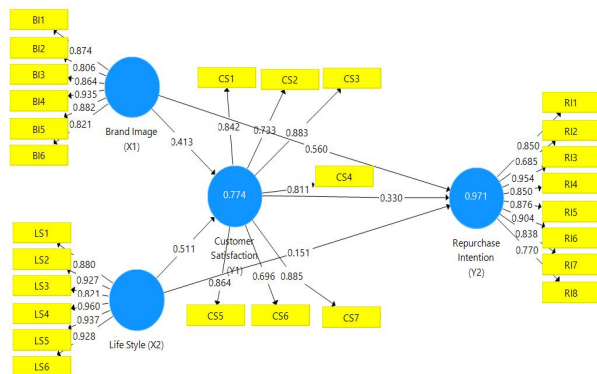 BI1
BI2
BI3
BI4
BI5
BI6
0.874
0.806
0.864
0.935
0.882
0.821
Brand Image
(X1)
0.413
CS1
CS2
CS3
0.842
0.733
0.883
0.560
CS4
0.811
0.774
Customer
Satisfaction
(Y1)
0.330
0.971
Repurchase
Intention
(Y2)
RI1
RI2
RI3
RI4
RI5
RI6
RI7
RI8
0.850
0.685
0.954
0.850
0.876
0.904
0.838
0.770
LS1
LS2
LS3
LS4
LS5
LS6
0.880
0.927
0.821
0.960
0.937
0.928
Life Style (X2)
0.511
0.151
0.864
0.696
0.885
CS5
CS6
CS7